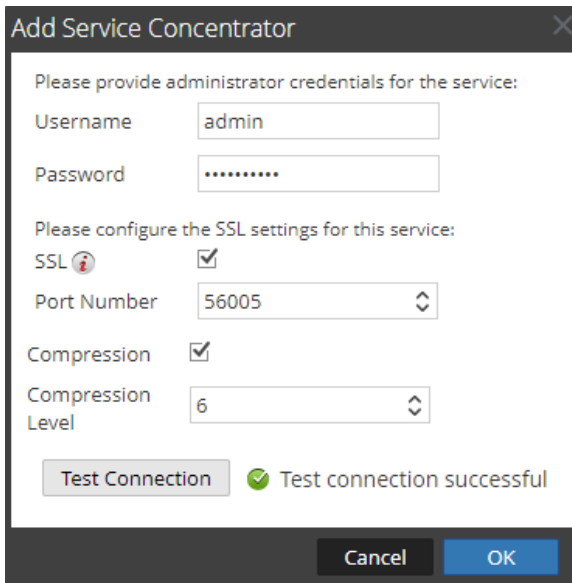 Add Service Concentrator
Please provide administrator credentials for the service:
Username admin
Password ••••••••••
Please configure the SSL settings for this service:
SSL i
Port Number 56005
Compression
Compression
Level
6
Test Connection Test connection successful
Cancel OK